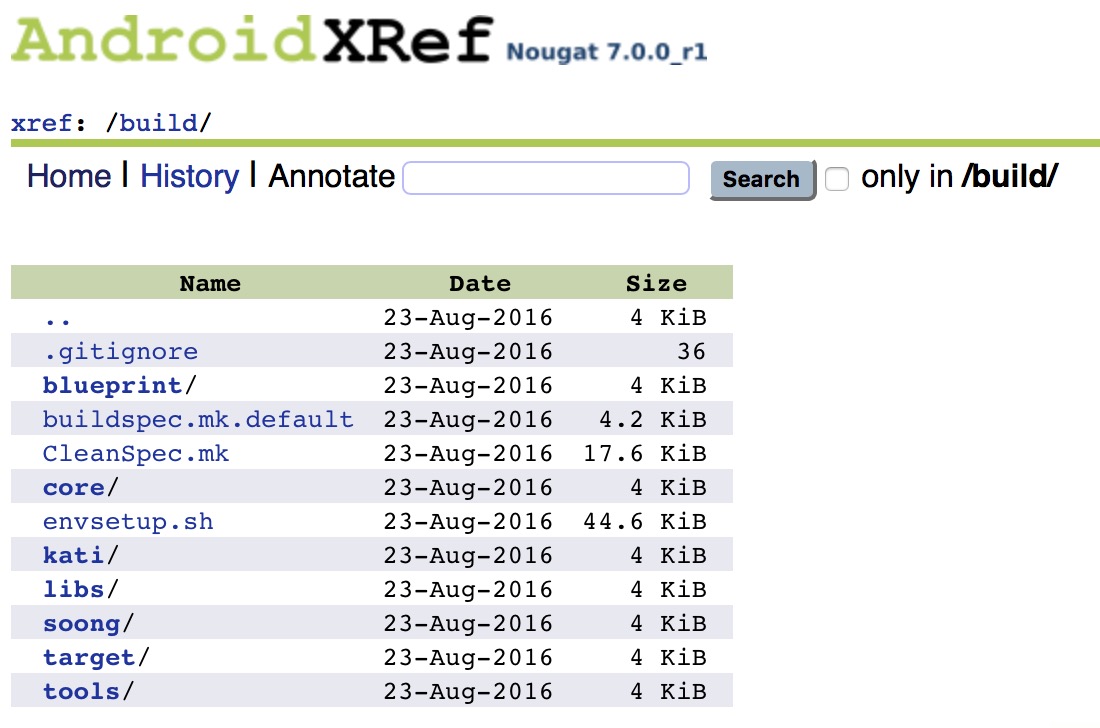 AndroidXRef Nougat 7.0.0_r1
xref: /build/
Home | History | Annotate Search only in /build/
Name Date Size
.. 23-Aug-2016 4 KiB
.gitignore 23-Aug-2016 36
blueprint/ 23-Aug-2016 4 KiB
buildspec.mk.default 23-Aug-2016 4.2 KiB
CleanSpec.mk 23-Aug-2016 17.6 KiB
core/ 23-Aug-2016 4 KiB
envsetup.sh 23-Aug-2016 44.6 KiB
kati/ 23-Aug-2016 4 KiB
libs/ 23-Aug-2016 4 KiB
soong/ 23-Aug-2016 4 KiB
target/ 23-Aug-2016 4 KiB
tools/ 23-Aug-2016 4 KiB